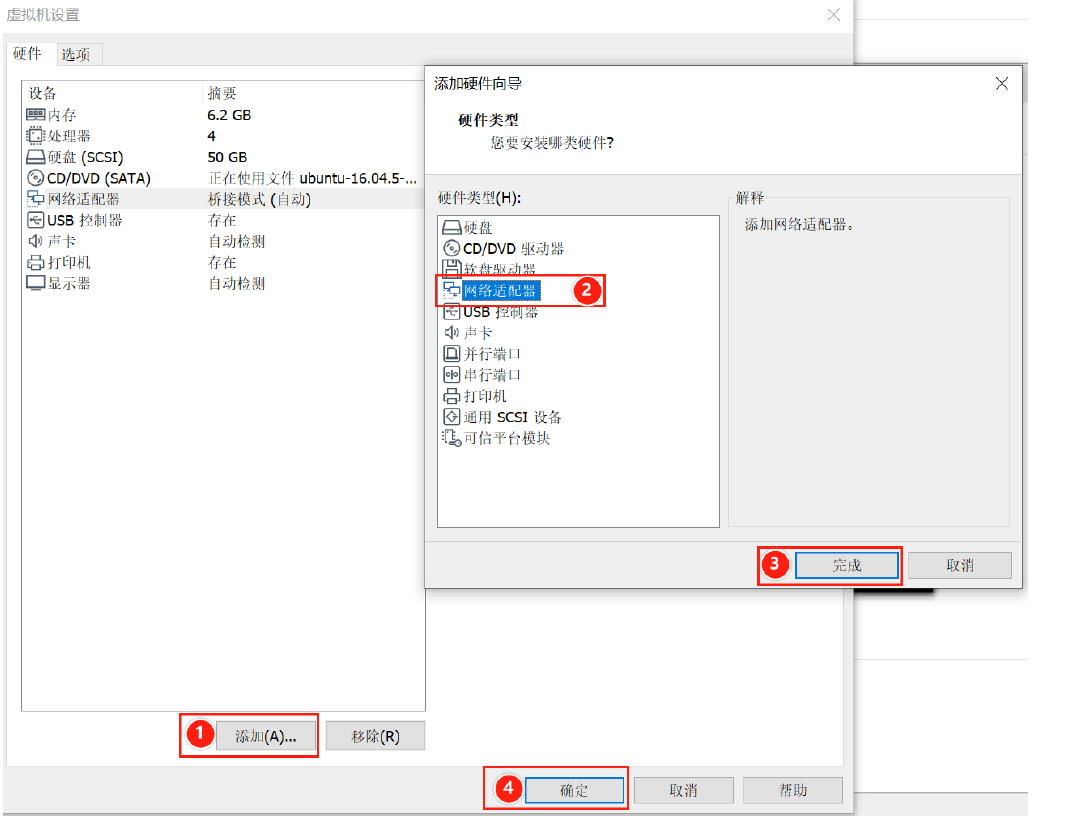 虚拟机设置
硬件 选项
设备 摘要
内存 6.2 GB
处理器 4
硬盘 (SCSI) 50 GB
CD/DVD (SATA) 正在使用文件 ubuntu-16.04.5-...
网络适配器 桥接模式 (自动)
USB 控制器 存在
声卡 自动检测
打印机 存在
显示器 自动检测
1 添加(A)... 移除(R)
添加硬件向导
硬件类型
您要安装哪类硬件?
硬件类型(H):
硬盘
CD/DVD 驱动器
软盘驱动器
网络适配器 2
USB 控制器
声卡
并行端口
串行端口
打印机
通用 SCSI 设备
可信平台模块
解释
添加网络适配器。
3 完成 取消
4 确定 取消 帮助